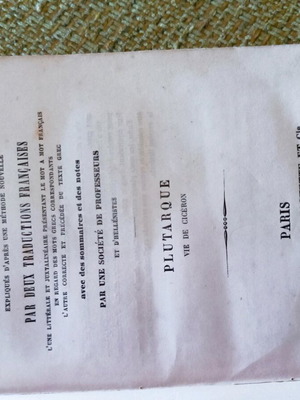 EXPLIQUÉS D'APRÈS UNE MÉTHODE NOUVELLE
PAR DEUX TRADUCTIONS FRANÇAISES
L'UNE LITTÉRALE ET JUXTALINÉAIRE PRÉSENTANT LE MOT A MOT FRANÇAIS
EN REGARD DES MOTS GRECS CORRESPONDANTS
L'AUTRE CORRECTE ET PRÉCÉDÉE DU TEXTE GREC
avec des sommaires et des notes
PAR UNE SOCIÉTÉ DE PROFESSEURS
ET D'HELLÉNISTES
PLUTARQUE
VIE DE CICÉRON
PARIS
ET Cie